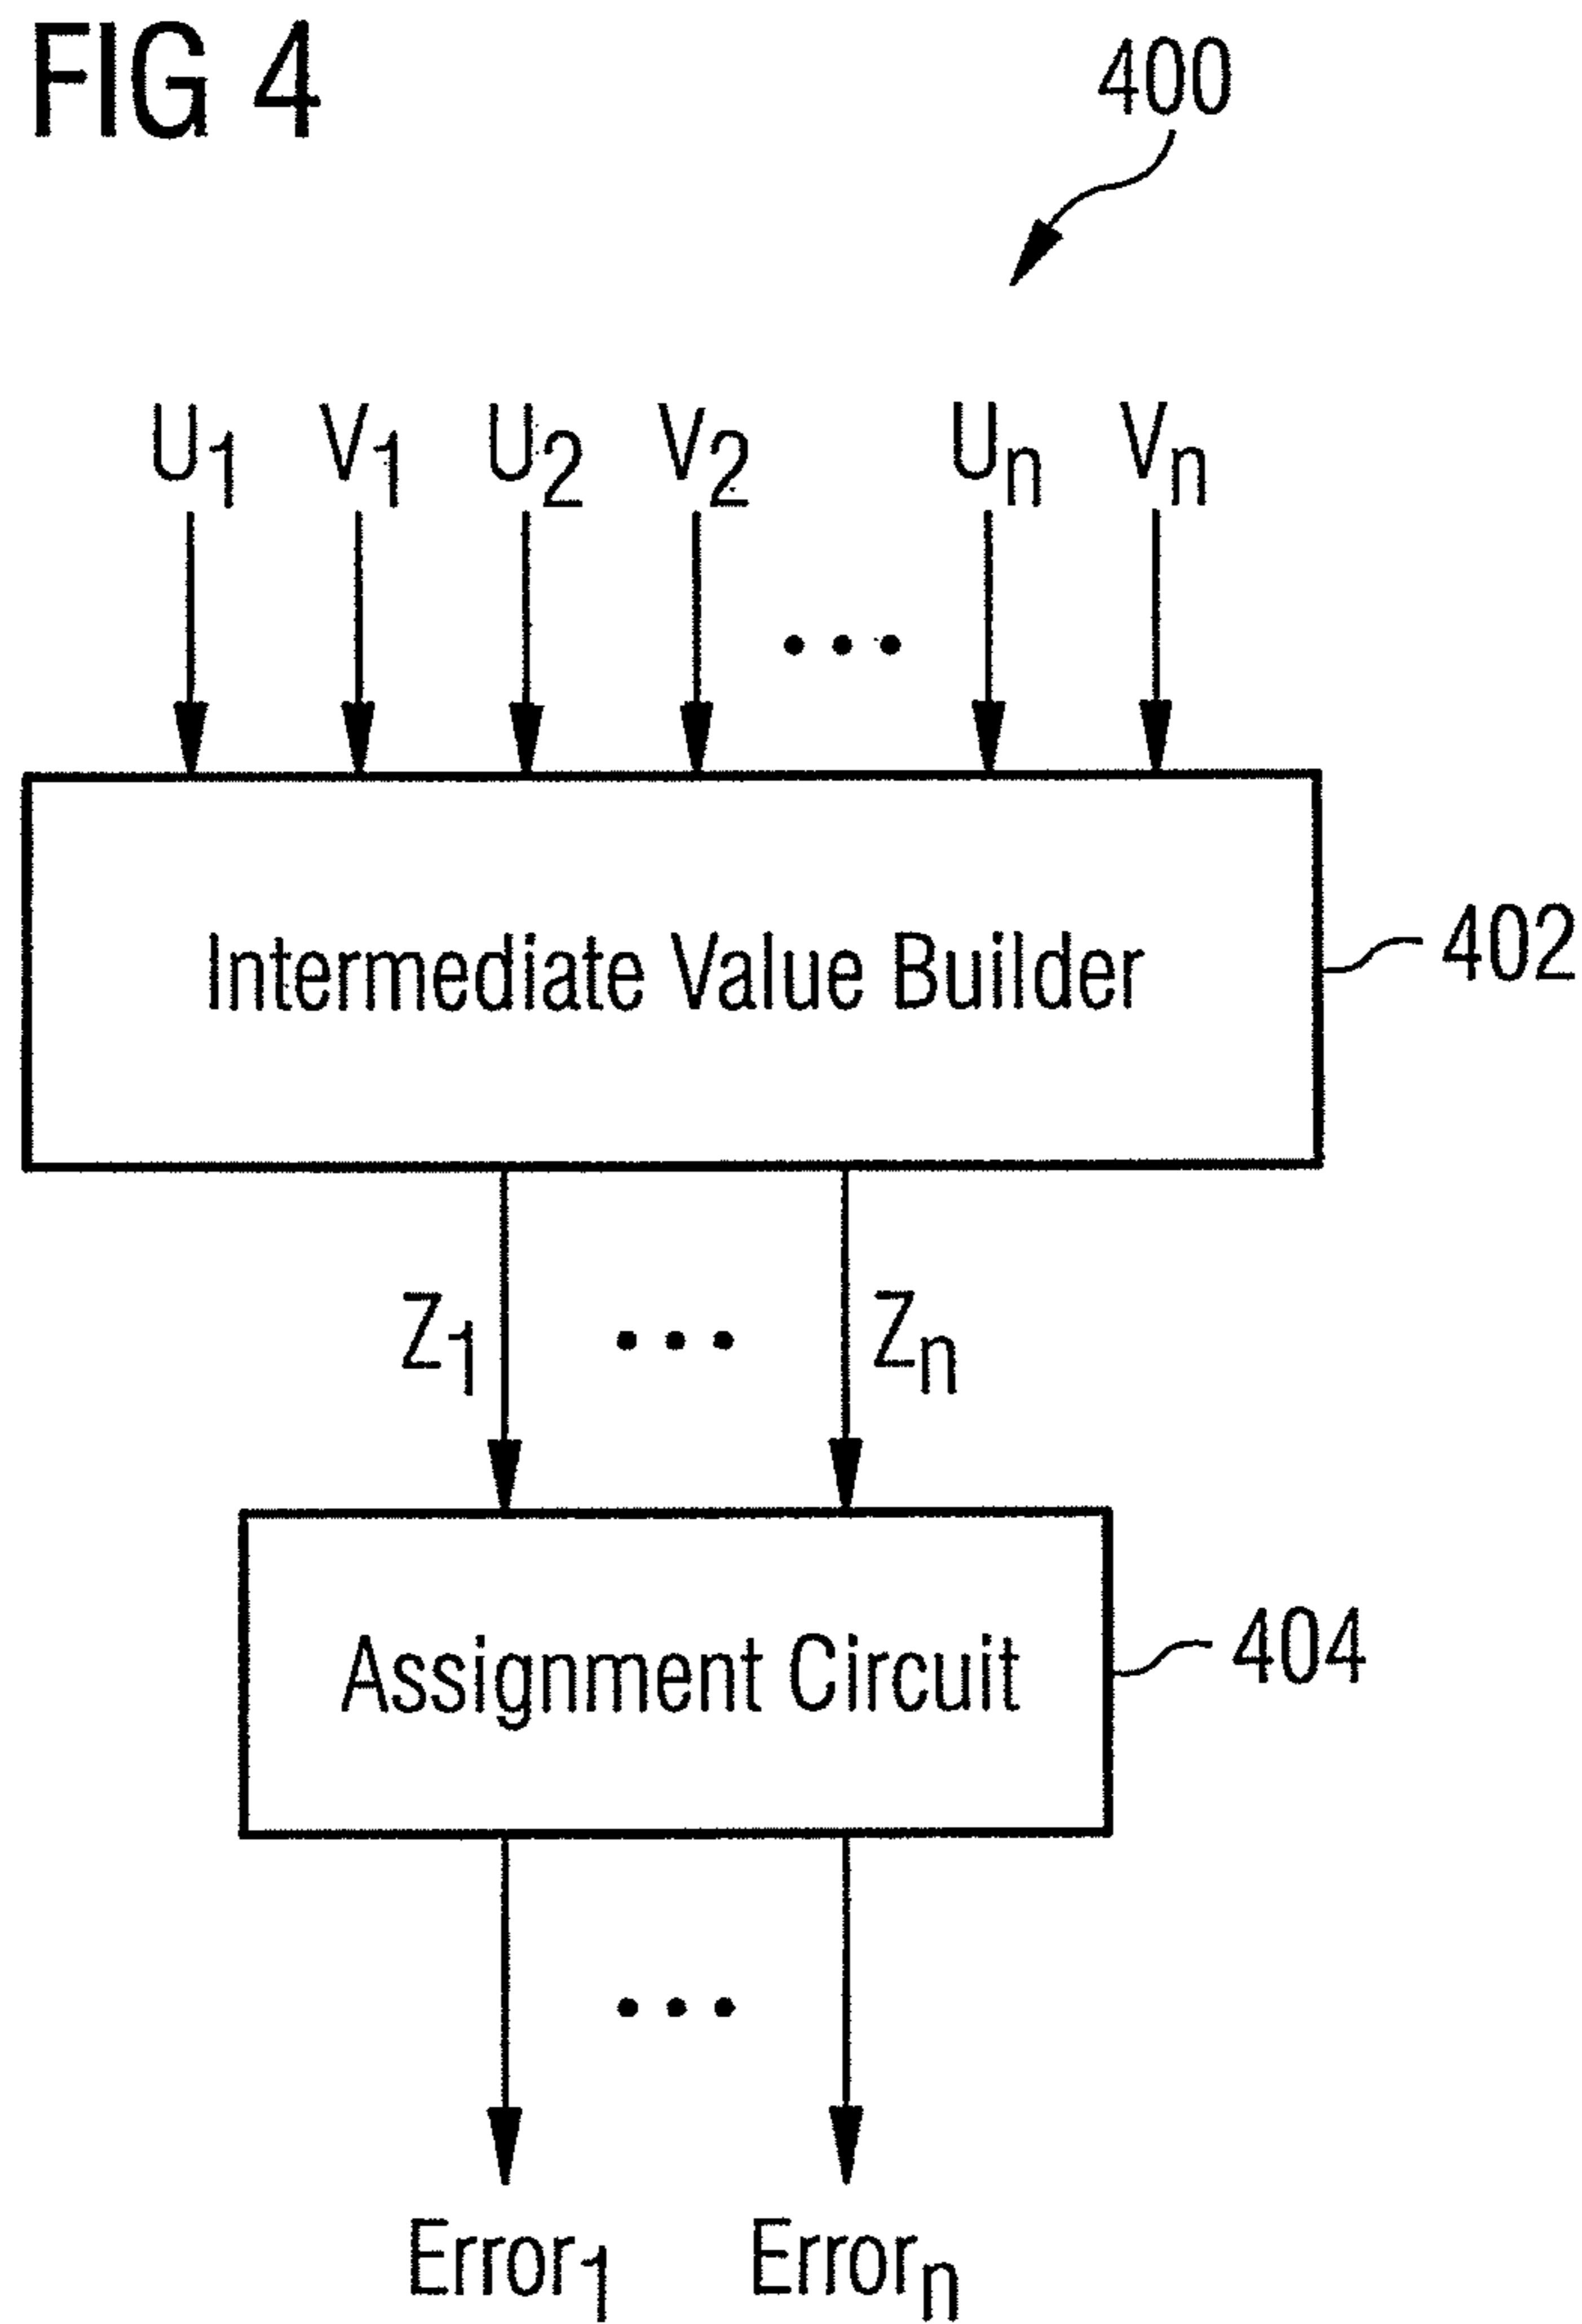 FIG 4
400
U1 V1 U2 V2 ... Un Vn
Intermediate Value Builder
402
Z1 ... Zn
Assignment Circuit
404
...
Error1 Errorn